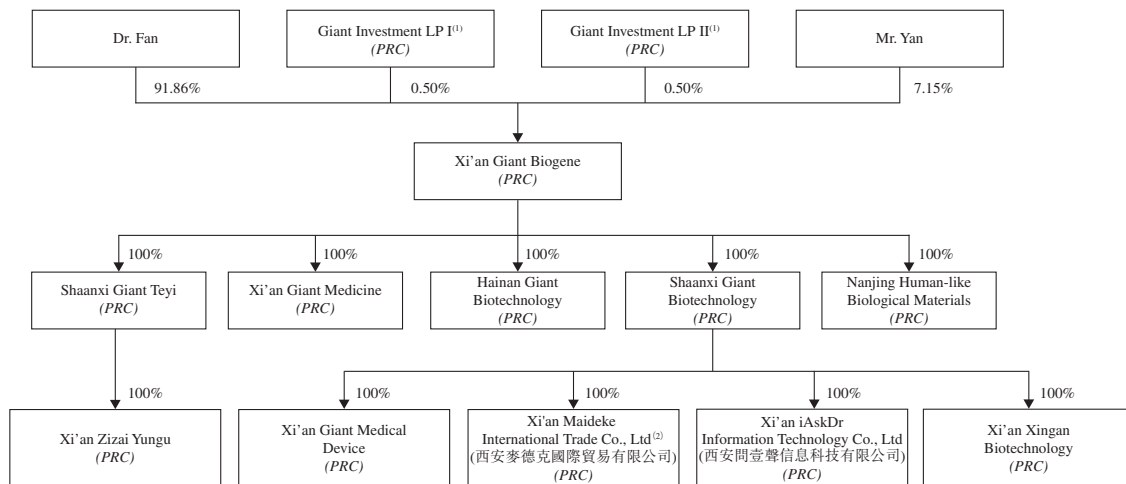 Dr. Fan
Giant Investment LP I(1)
(PRC)
Giant Investment LP II(1)
(PRC)
Mr. Yan
91.86%
0.50%
0.50%
7.15%
Xi’an Giant Biogene
(PRC)
100%
100%
100%
100%
100%
Shaanxi Giant Teyi
(PRC)
Xi’an Giant Medicine
(PRC)
Hainan Giant
Biotechnology
(PRC)
Shaanxi Giant
Biotechnology
(PRC)
Nanjing Human-like
Biological Materials
(PRC)
100%
100%
100%
100%
100%
Xi’an Zizai Yungu
(PRC)
Xi’an Giant Medical
Device
(PRC)
Xi'an Maideke
International Trade Co., Ltd(2)
(西安麥德克國際貿易有限公司)
(PRC)
Xi’an iAskDr
Information Technology Co., Ltd
(西安問壹聲信息科技有限公司)
(PRC)
Xi’an Xingan
Biotechnology
(PRC)